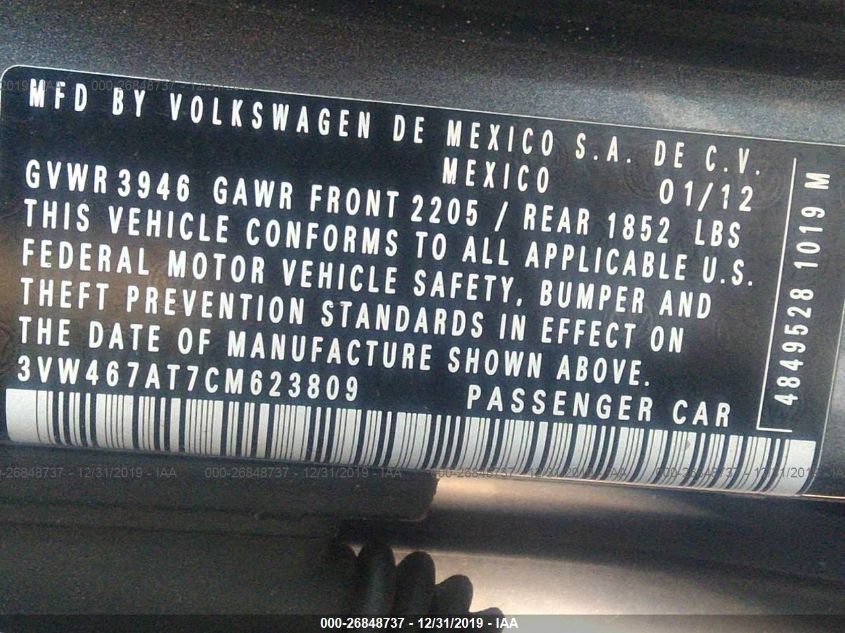 MFD BY VOLKSWAGEN DE MEXICO S.A. DE C.V.
MEXICO 01/12
GVWR 3946 GAWR FRONT 2205 / REAR 1852 LBS
THIS VEHICLE CONFORMS TO ALL APPLICABLE U.S.
FEDERAL MOTOR VEHICLE SAFETY, BUMPER AND
THEFT PREVENTION STANDARDS IN EFFECT ON
THE DATE OF MANUFACTURE SHOWN ABOVE.
3VW467AT7CM623809 PASSENGER CAR
4849528 1019 M
000-26848737 - 12/31/2019 - IAA